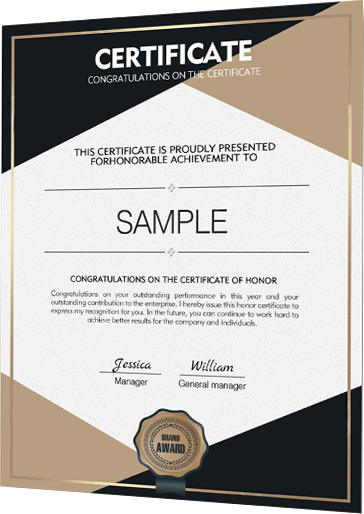 CERTIFICATE
CONGRATULATIONS ON THE CERTIFICATE
THIS CERTIFICATE IS PROUDLY PRESENTED
FORHONORABLE ACHIEVEMENT TO
SAMPLE
CONGRATULATIONS ON THE CERTIFICATE OF HONOR
Congratulations on your outstanding performance in this year and your
outstanding contribution to the enterprise. I hereby issue this honor certificate to
express my recognition for you. In the future, you can continue to work hard to
achieve better results for the company and individuals.
Jessica William
Manager General manager
BRAND
AWARD